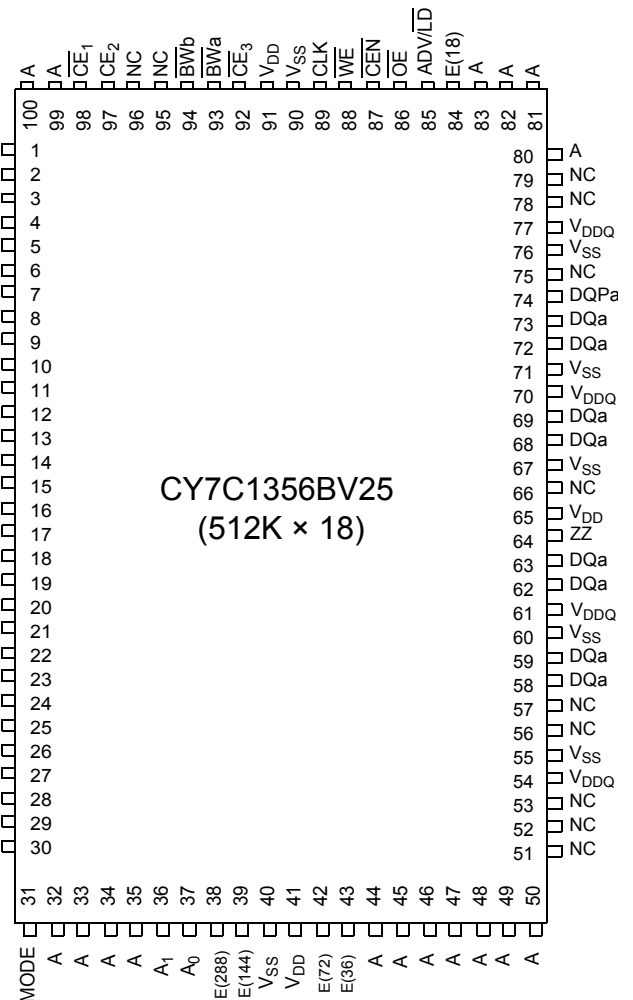 A
A
CE1
CE2
NC
NC
BWb
BWa
CE3
VDD
VSS
CLK
WE
CEN
OE
ADV/LD
E(18)
A
A
A
100
99
98
97
96
95
94
93
92
91
90
89
88
87
86
85
84
83
82
81
1
2
3
4
5
6
7
8
9
10
11
12
13
14
15
16
17
18
19
20
21
22
23
24
25
26
27
28
29
30
CY7C1356BV25
(512K × 18)
80 A
79 NC
78 NC
77 VDDQ
76 VSS
75 NC
74 DQPa
73 DQa
72 DQa
71 VSS
70 VDDQ
69 DQa
68 DQa
67 VSS
66 NC
65 VDD
64 ZZ
63 DQa
62 DQa
61 VDDQ
60 VSS
59 DQa
58 DQa
57 NC
56 NC
55 VSS
54 VDDQ
53 NC
52 NC
51 NC
31
32
33
34
35
36
37
38
39
40
41
42
43
44
45
46
47
48
49
50
MODE
A
A
A
A
A1
A0
E(288)
E(144)
VSS
VDD
E(72)
E(36)
A
A
A
A
A
A
A